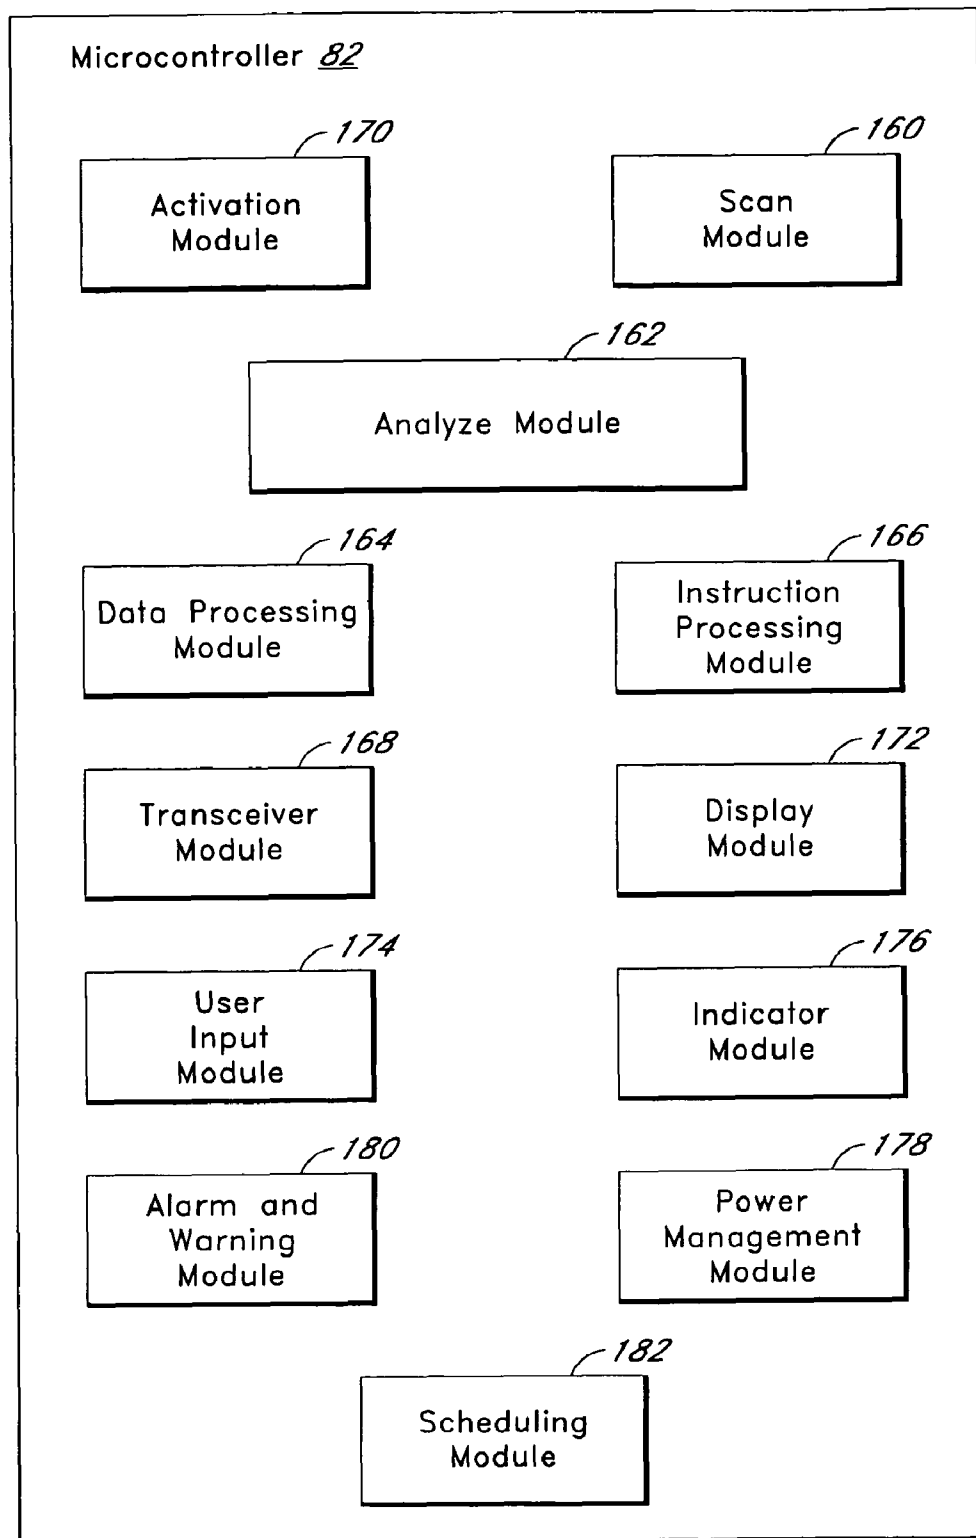 Microcontroller 82
170
Activation
Module
160
Scan
Module
162
Analyze Module
164
Data Processing
Module
166
Instruction
Processing
Module
168
Transceiver
Module
172
Display
Module
174
User
Input
Module
176
Indicator
Module
180
Alarm and
Warning
Module
178
Power
Management
Module
182
Scheduling
Module